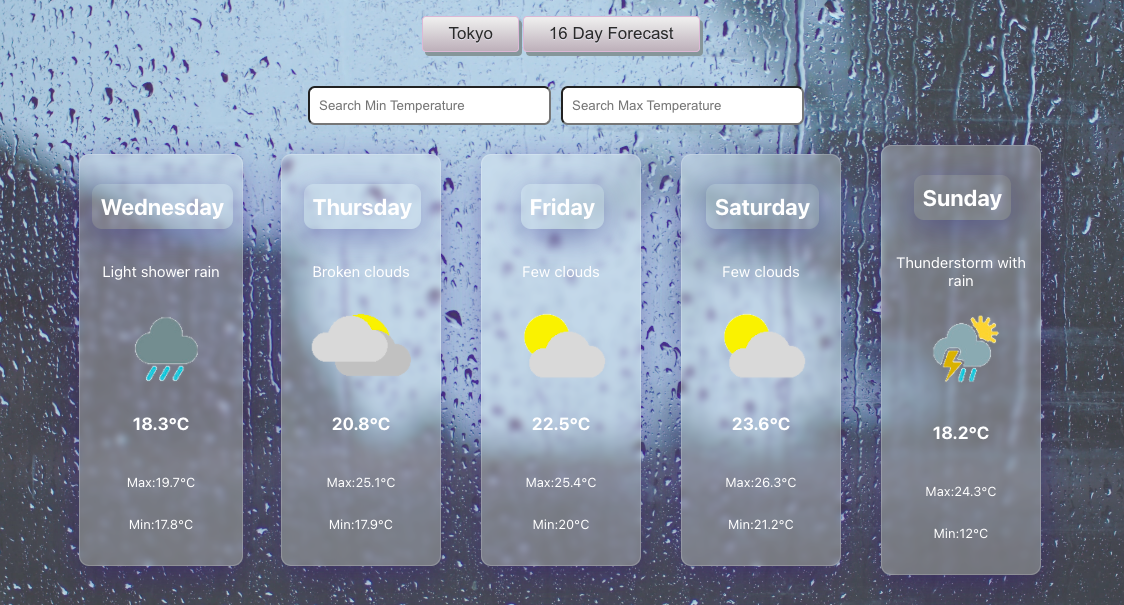 Tokyo
16 Day Forecast
Search Min Temperature
Search Max Temperature
Wednesday
Light shower rain
18.3°C
Max:19.7°C
Min:17.8°C
Thursday
Broken clouds
20.8°C
Max:25.1°C
Min:17.9°C
Friday
Few clouds
22.5°C
Max:25.4°C
Min:20°C
Saturday
Few clouds
23.6°C
Max:26.3°C
Min:21.2°C
Sunday
Thunderstorm with
rain
18.2°C
Max:24.3°C
Min:12°C